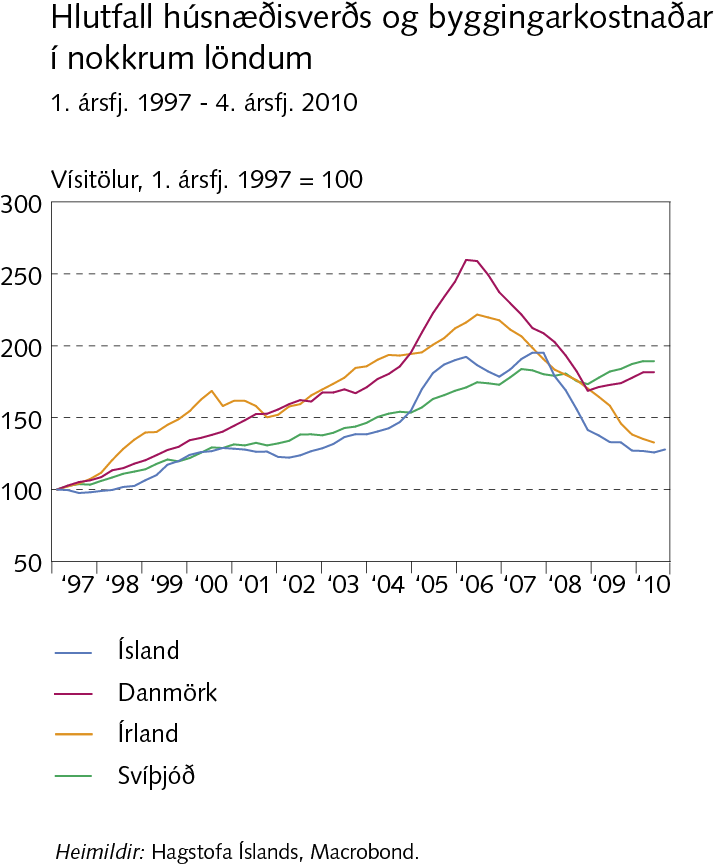 Hlutfall húsnæðisverðs og byggingarkostnaðar
í nokkrum löndum
1. ársfj. 1997 - 4. ársfj. 2010
Vísitölur, 1. ársfj. 1997 = 100
300
250
200
150
100
50
‘97 ‘98 ‘99 ‘00 ‘01 ‘02 ‘03 ‘04 ‘05 ‘06 ‘07 ‘08 ‘09 ‘10
Ísland
Danmörk
Írland
Svíþjóð
Heimildir: Hagstofa Íslands, Macrobond.